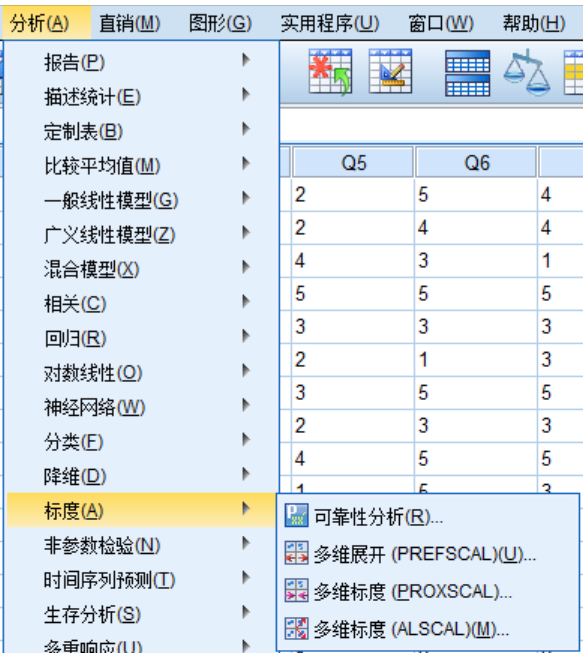 分析(A) 直销(M) 图形(G) 实用程序(U) 窗口(W) 帮助(H)
报告(P)
描述统计(E)
定制表(B)
比较平均值(M)
一般线性模型(G)
广义线性模型(Z)
混合模型(X)
相关(C)
回归(R)
对数线性(O)
神经网络(W)
分类(F)
降维(D)
标度(A)
非参数检验(N)
时间序列预测(T)
生存分析(S)
多重响应(U)
Q5 Q6
2 5 4
2 4 4
4 3 1
5 5 5
3 3 3
2 1 3
3 5 5
2 3 3
4 5 5
可靠性分析(R)...
多维展开 (PREFSCAL)(U)...
多维标度 (PROXSCAL)...
多维标度 (ALSCAL)(M)...